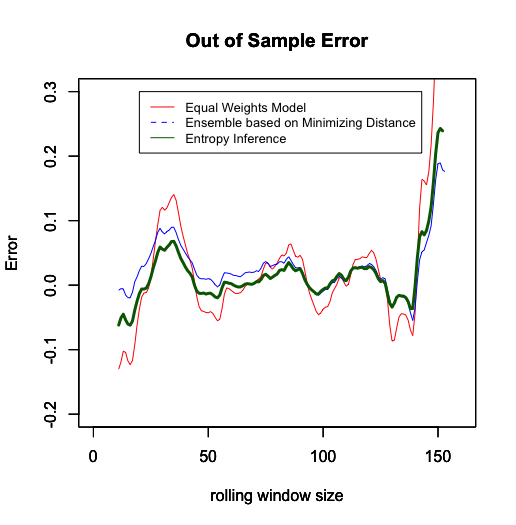 Out of Sample Error
Equal Weights Model
Ensemble based on Minimizing Distance
Entropy Inference
0.3
0.2
0.1
0.0
-0.1
-0.2
Error
0 50 100 150
rolling window size